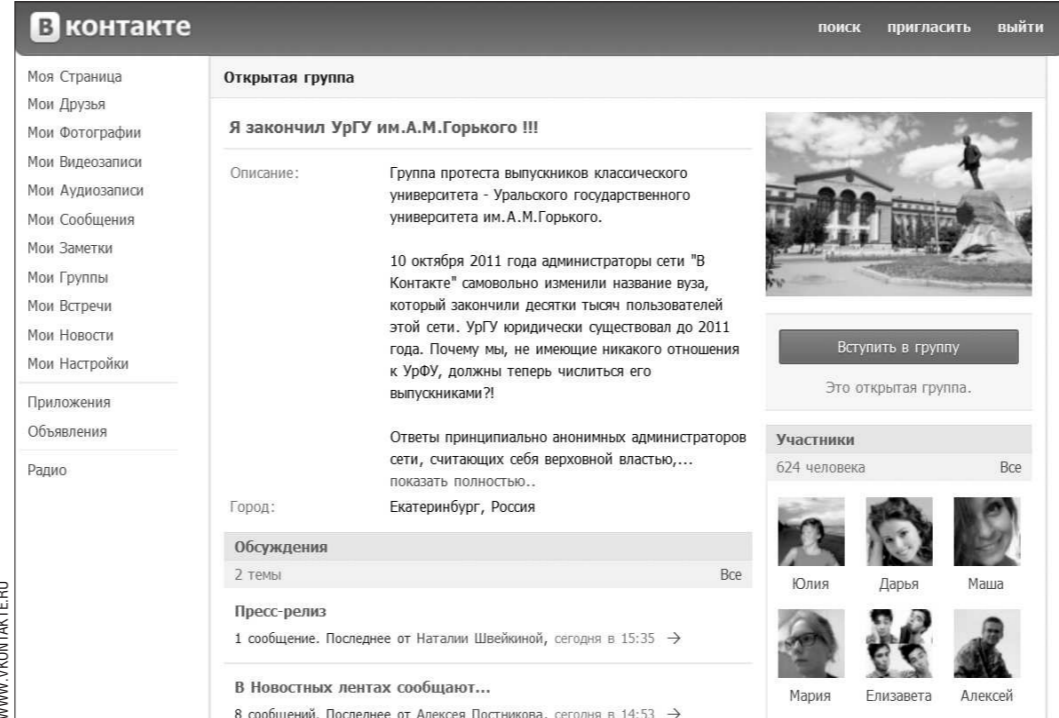 В контакте
поиск пригласить выйти
Моя Страница
Мои Друзья
Мои Фотографии
Мои Видеозаписи
Мои Аудиозаписи
Мои Сообщения
Мои Заметки
Мои Группы
Мои Встречи
Мои Новости
Мои Настройки
Приложения
Объявления
Радио
Открытая группа
Я закончил УрГУ им.А.М.Горького !!!
Описание:
Группа протеста выпускников классического
университета - Уральского государственного
университета им.А.М.Горького.
10 октября 2011 года администраторы сети "В
Контакте" самовольно изменили название вуза,
который закончили десятки тысяч пользователей
этой сети. УрГУ юридически существовал до 2011
года. Почему мы, не имеющие никакого отношения
к УрФУ, должны теперь числиться его
выпускниками?!
Ответы принципиально анонимных администраторов
сети, считающих себя верховной властью,...
показать полностью..
Город: Екатеринбург, Россия
Обсуждения
2 темы Все
Пресс-релиз
1 сообщение. Последнее от Наталии Швейкиной, сегодня в 15:35 →
В Новостных лентах сообщают...
8 сообщений. Последнее от Алексея Постникова, сегодня в 14:53 →
Вступить в группу
Это открытая группа.
Участники
624 человека Все
Юлия Дарья Маша
Мария Елизавета Алексей
WWW.VKONTAKTE.RU